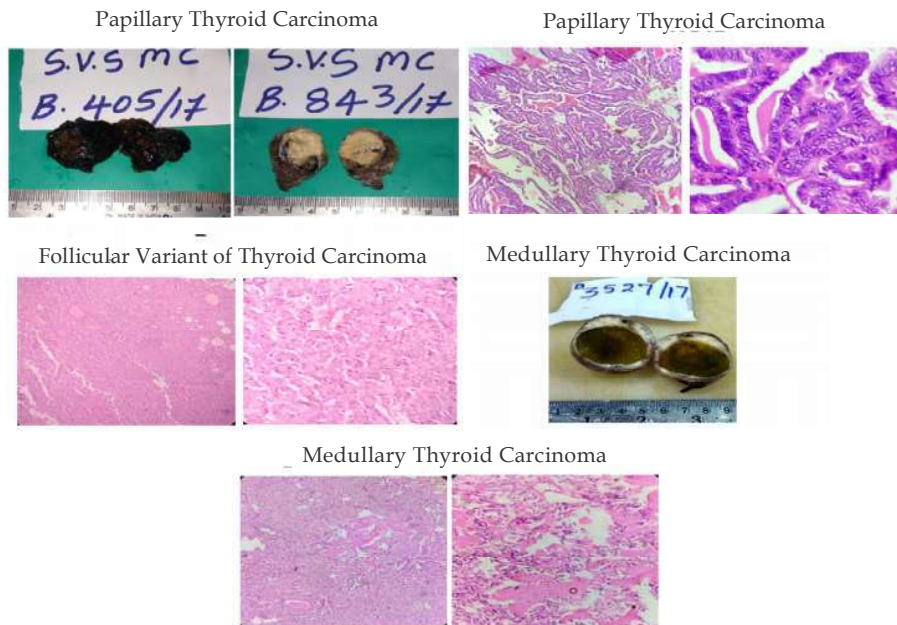 Papillary Thyroid Carcinoma
Papillary Thyroid Carcinoma
S.V.S MC
B. 405/17
S.V.S MC
B. 843/17
Follicular Variant of Thyroid Carcinoma
Medullary Thyroid Carcinoma
B 3527/17
Medullary Thyroid Carcinoma